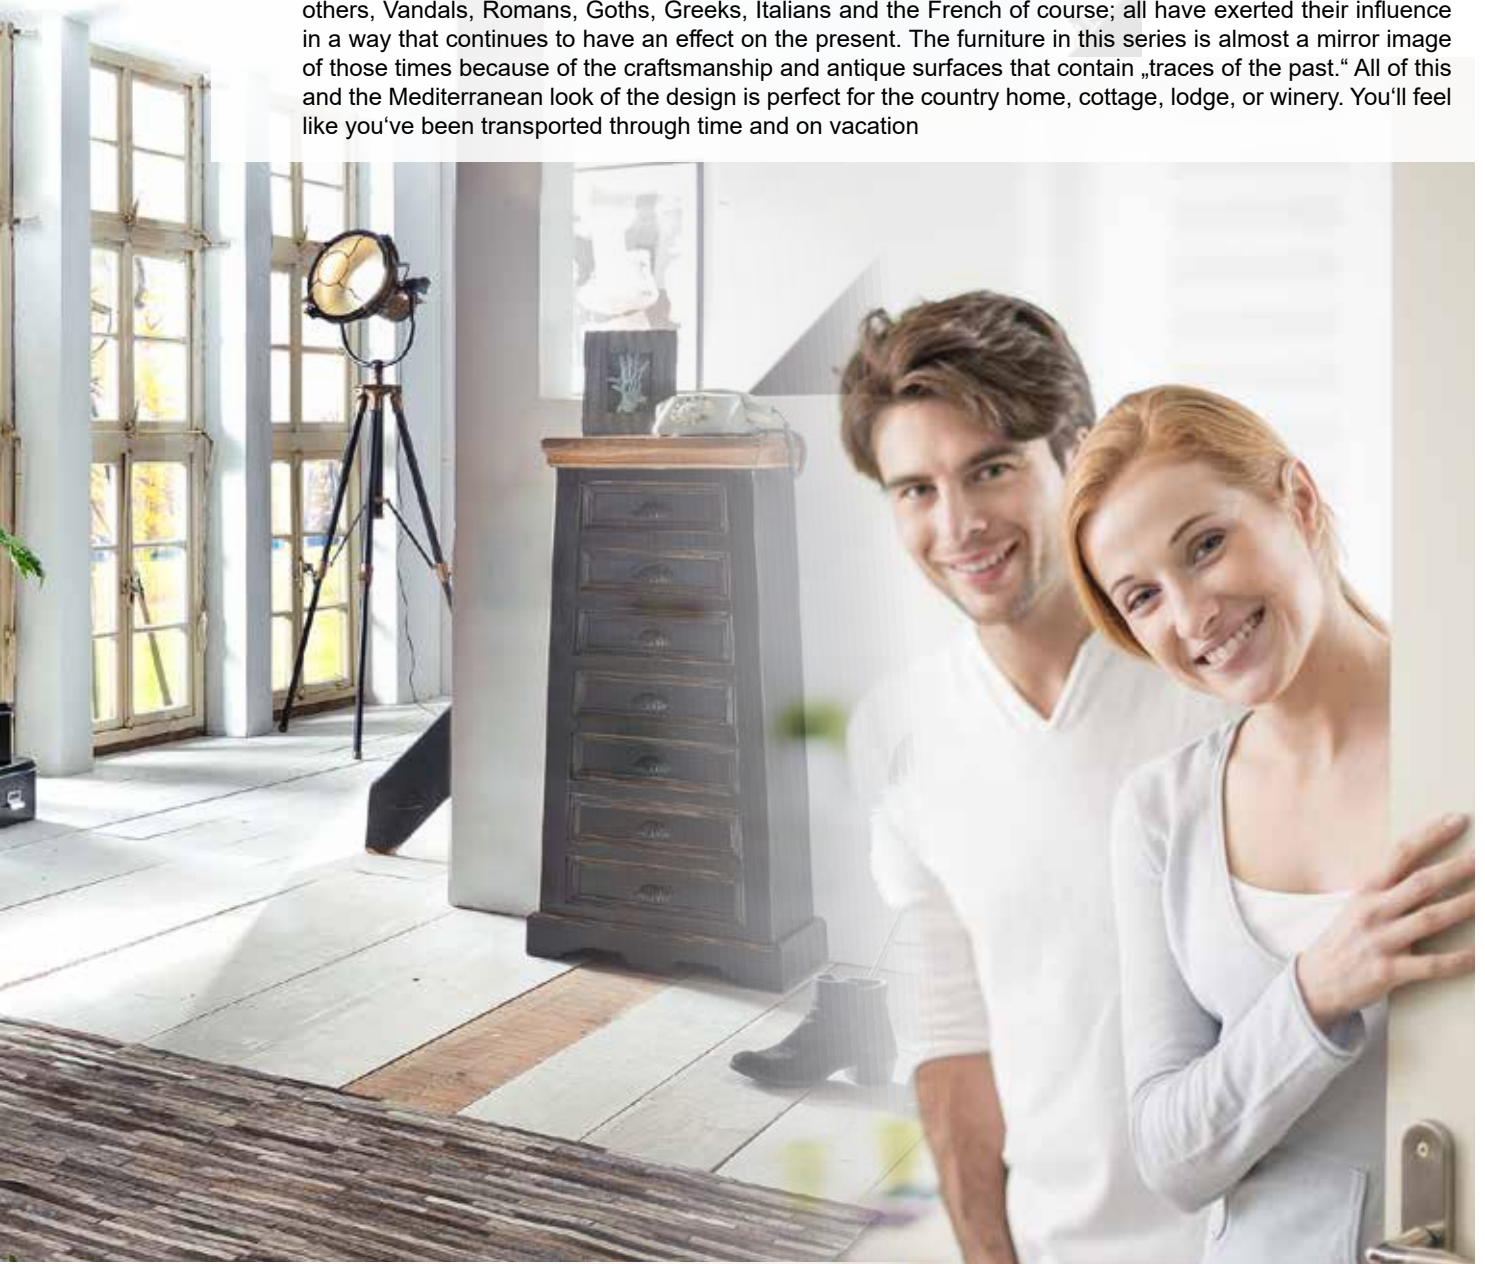 others, Vandals, Romans, Goths, Greeks, Italians and the French of course; all have exerted their influence
in a way that continues to have an effect on the present. The furniture in this series is almost a mirror image
of those times because of the craftsmanship and antique surfaces that contain „traces of the past.“ All of this
and the Mediterranean look of the design is perfect for the country home, cottage, lodge, or winery. You‘ll feel
like you‘ve been transported through time and on vacation